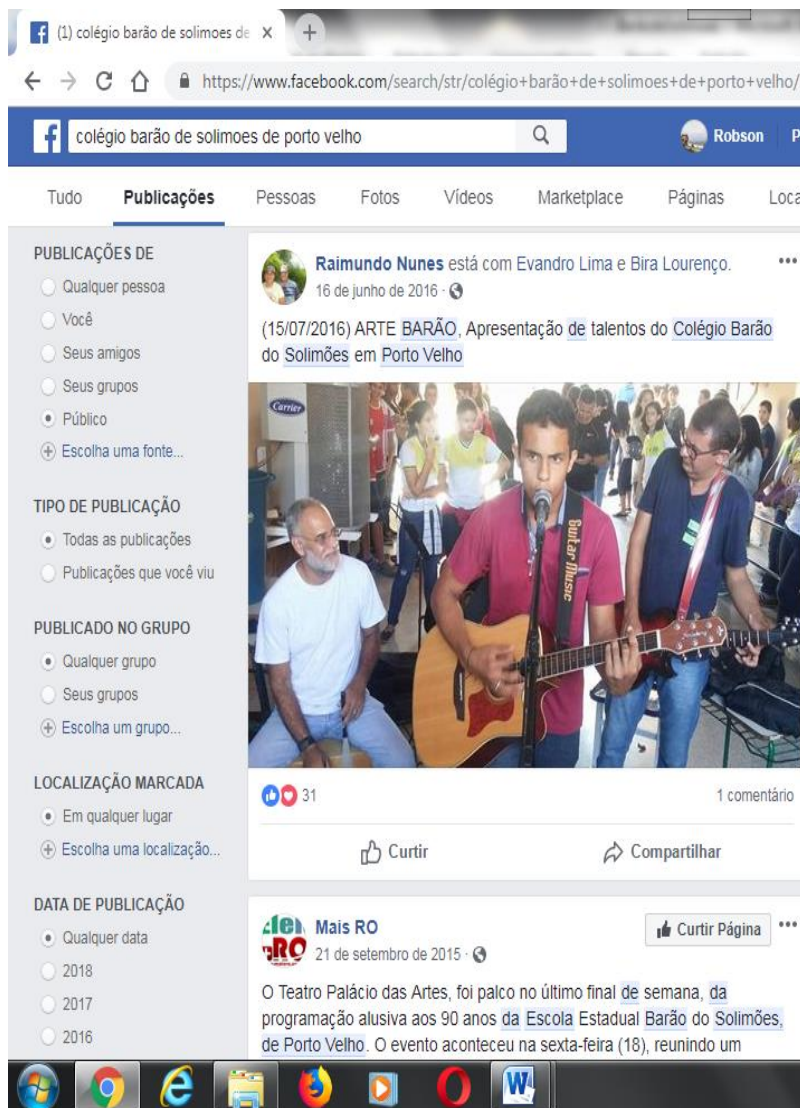 (1) colégio barão de solimoes de
https://www.facebook.com/search/str/colégio+barão+de+solimoes+de+porto+velho/
colégio barão de solimoes de porto velho
Robson
P
Tudo Publicações Pessoas Fotos Vídeos Marketplace Páginas Loca
PUBLICAÇÕES DE
Qualquer pessoa
Você
Seus amigos
Seus grupos
Público
Escolha uma fonte...
TIPO DE PUBLICAÇÃO
Todas as publicações
Publicações que você viu
PUBLICADO NO GRUPO
Qualquer grupo
Seus grupos
Escolha um grupo...
LOCALIZAÇÃO MARCADA
Em qualquer lugar
Escolha uma localização...
DATA DE PUBLICAÇÃO
Qualquer data
2018
2017
2016
Raimundo Nunes está com Evandro Lima e Bira Lourenço.
16 de junho de 2016
(15/07/2016) ARTE BARÃO, Apresentação de talentos do Colégio Barão
do Solimões em Porto Velho
Carrier
Guitar Music
31
1 comentário
Curtir
Compartilhar
Mais RO
Curtir Página
21 de setembro de 2015
O Teatro Palácio das Artes, foi palco no último final de semana, da
programação alusiva aos 90 anos da Escola Estadual Barão do Solimões,
de Porto Velho. O evento aconteceu na sexta-feira (18), reunindo um